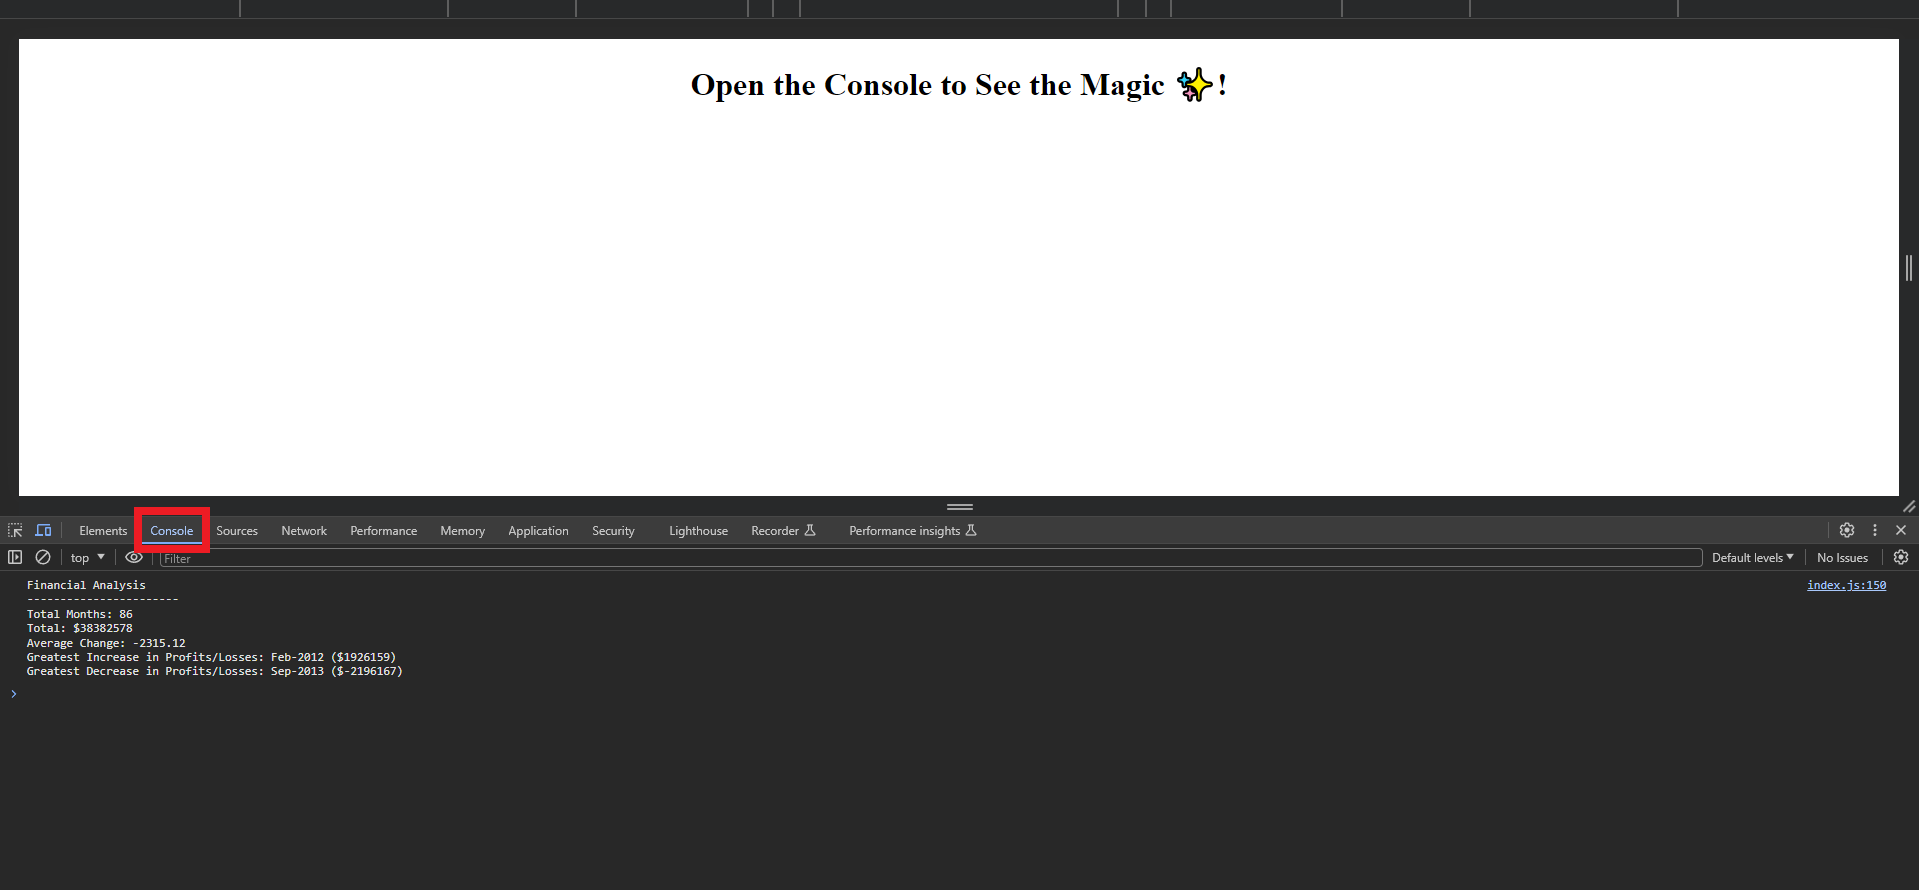 Open the Console to See the Magic ✨!
Elements Console Sources Network Performance Memory Application Security Lighthouse Recorder Performance insights
top Filter Default levels No Issues
Financial Analysis index.js:150
-----------------------
Total Months: 86
Total: $38382578
Average Change: -2315.12
Greatest Increase in Profits/Losses: Feb-2012 ($1926159)
Greatest Decrease in Profits/Losses: Sep-2013 ($-2196167)